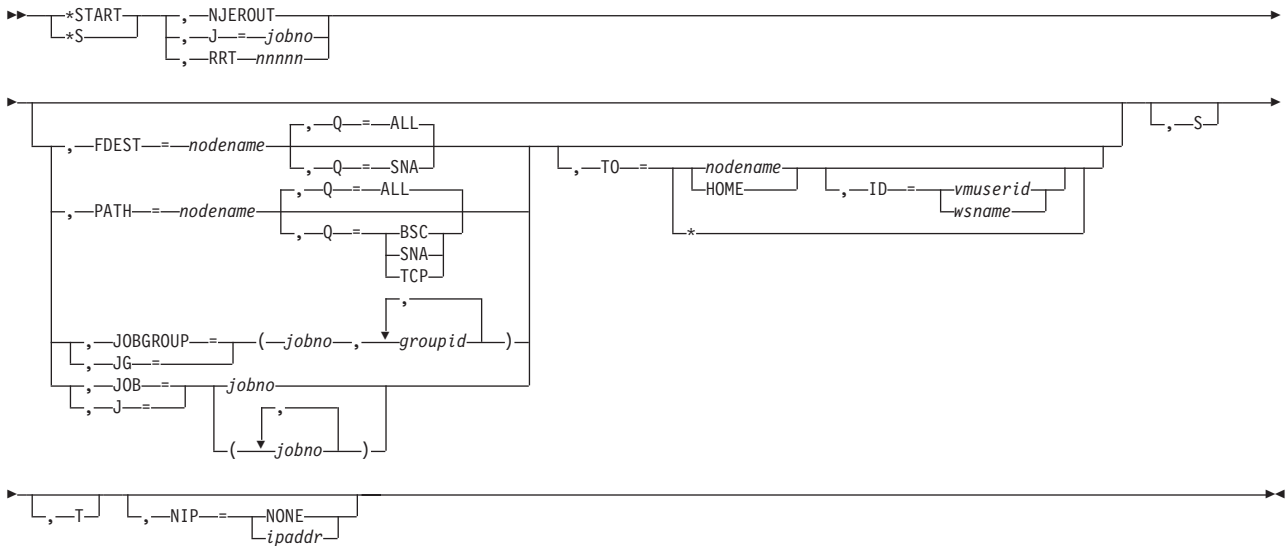 *START , NJEROUT
*S , J = jobno
, RRT nnnnn
, Q = ALL
, S
, FDEST = nodename , Q = SNA , TO = nodename
HOME , ID = vmuserid
wsname
*
, Q = ALL
, PATH = nodename , Q = BSC
SNA
TCP
,
, JOBGROUP = ( jobno , groupid )
, JG =
, JOB = jobno
, J =
,
( jobno )
, T , NIP = NONE
ipaddr